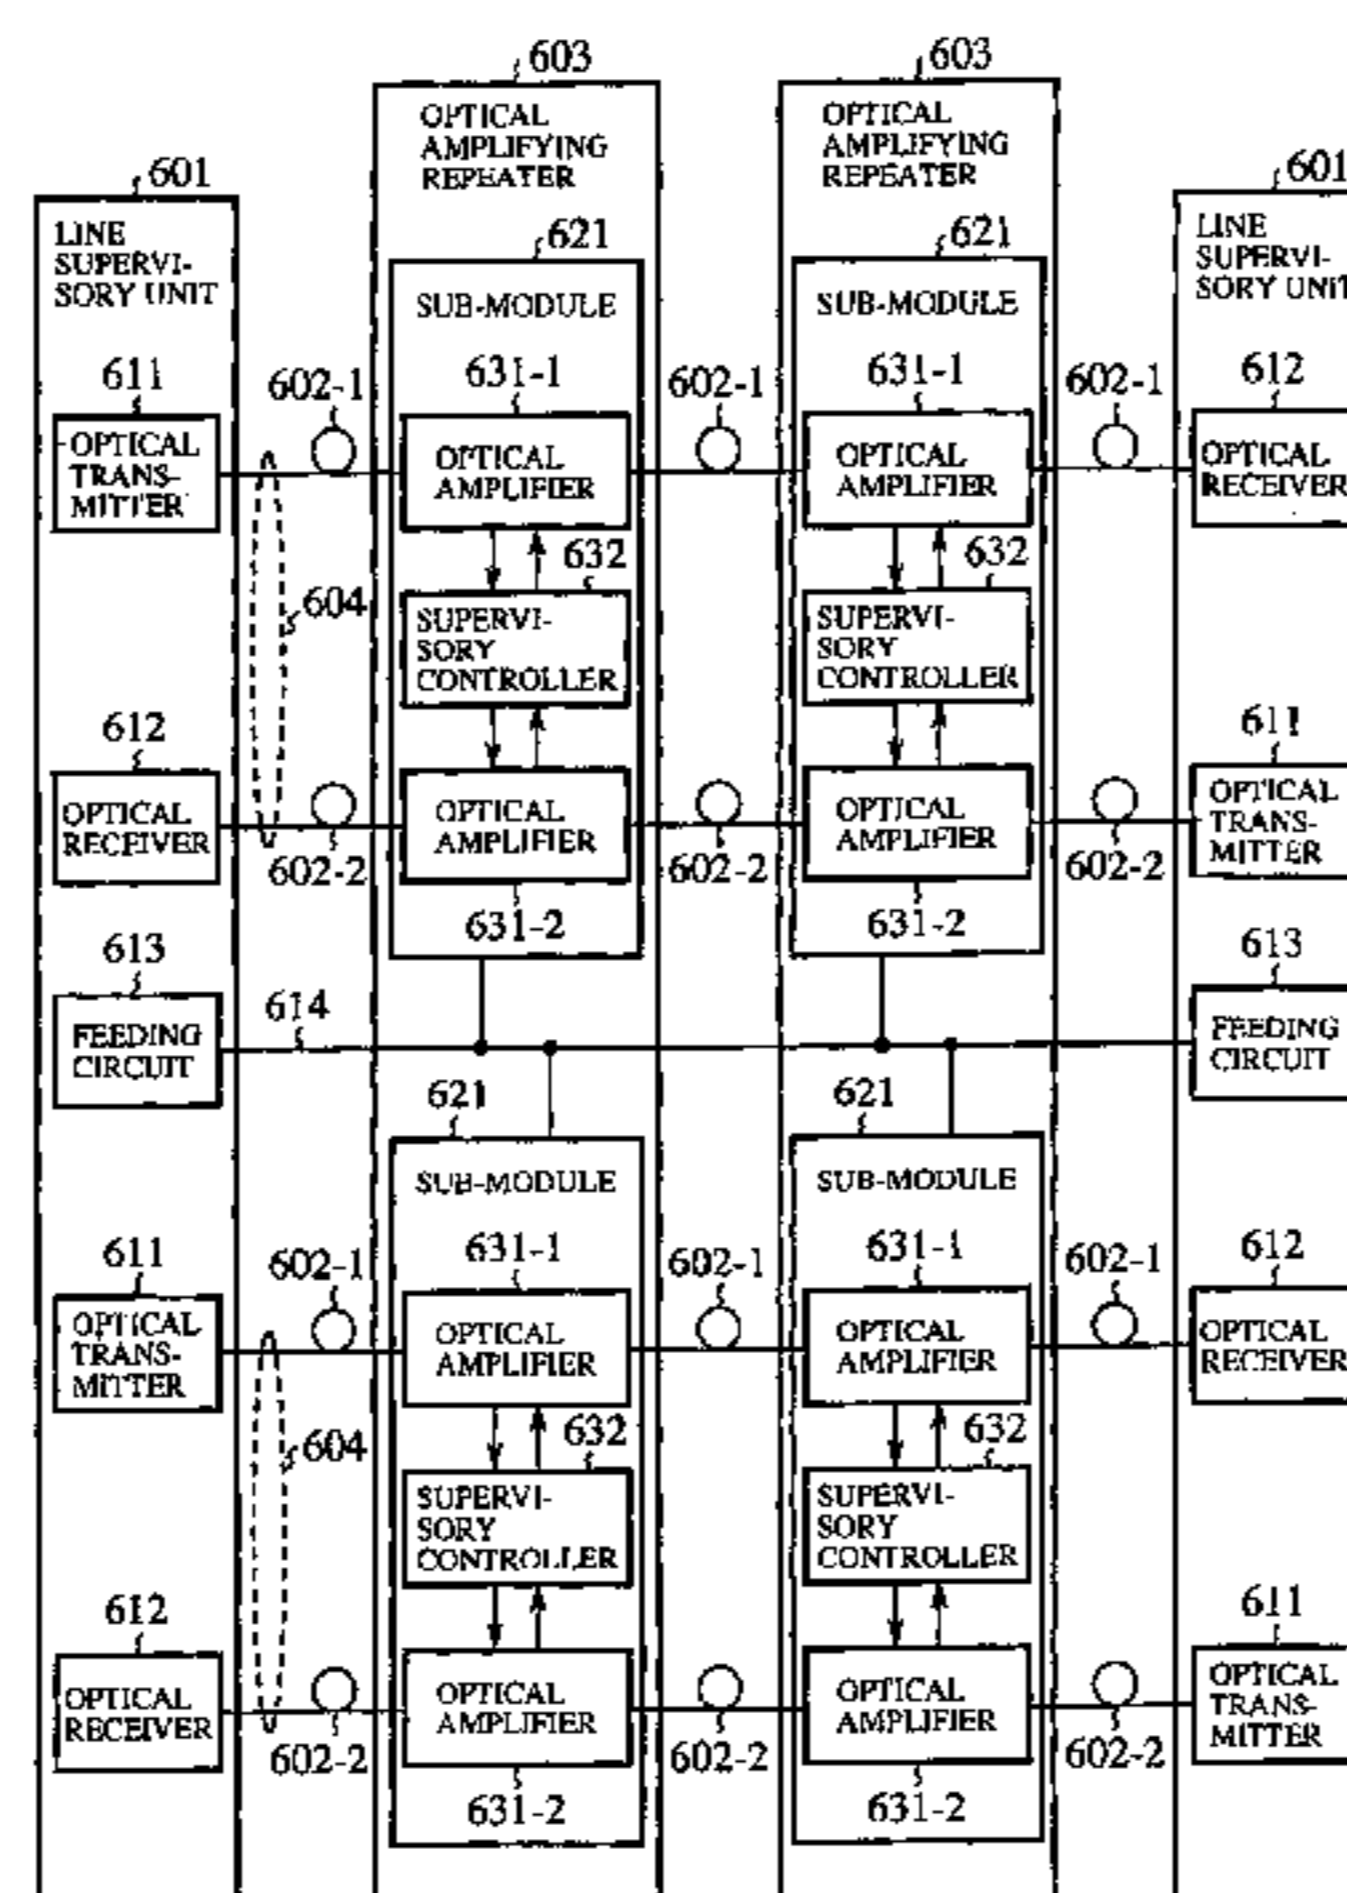 603
603
OPTICAL
AMPLIFYING
REPEATER
OPTICAL
AMPLIFYING
REPEATER
601
601
LINE
SUPERVI-
SORY UNIT
621
621
LINE
SUPERVI-
SORY UNIT
SUB-MODULE
SUB-MODULE
611
602-1
631-1
602-1
631-1
602-1
612
OPTICAL
TRANS-
MITTER
OPTICAL
AMPLIFIER
OPTICAL
AMPLIFIER
OPTICAL
RECEIVER
632
632
604
SUPERVI-
SORY
CONTROLLER
SUPERVI-
SORY
CONTROLLER
612
611
OPTICAL
RECEIVER
OPTICAL
AMPLIFIER
OPTICAL
AMPLIFIER
OPTICAL
TRANS-
MITTER
602-2
602-2
602-2
631-2
631-2
613
613
614
FEEDING
CIRCUIT
FEEDING
CIRCUIT
621
621
SUB-MODULE
SUB-MODULE
611
602-1
631-1
602-1
631-1
602-1
612
OPTICAL
TRANS-
MITTER
OPTICAL
AMPLIFIER
OPTICAL
AMPLIFIER
OPTICAL
RECEIVER
604
632
632
SUPERVI-
SORY
CONTROLLER
SUPERVI-
SORY
CONTROLLER
612
611
OPTICAL
RECEIVER
OPTICAL
AMPLIFIER
OPTICAL
AMPLIFIER
OPTICAL
TRANS-
MITTER
602-2
602-2
602-2
631-2
631-2